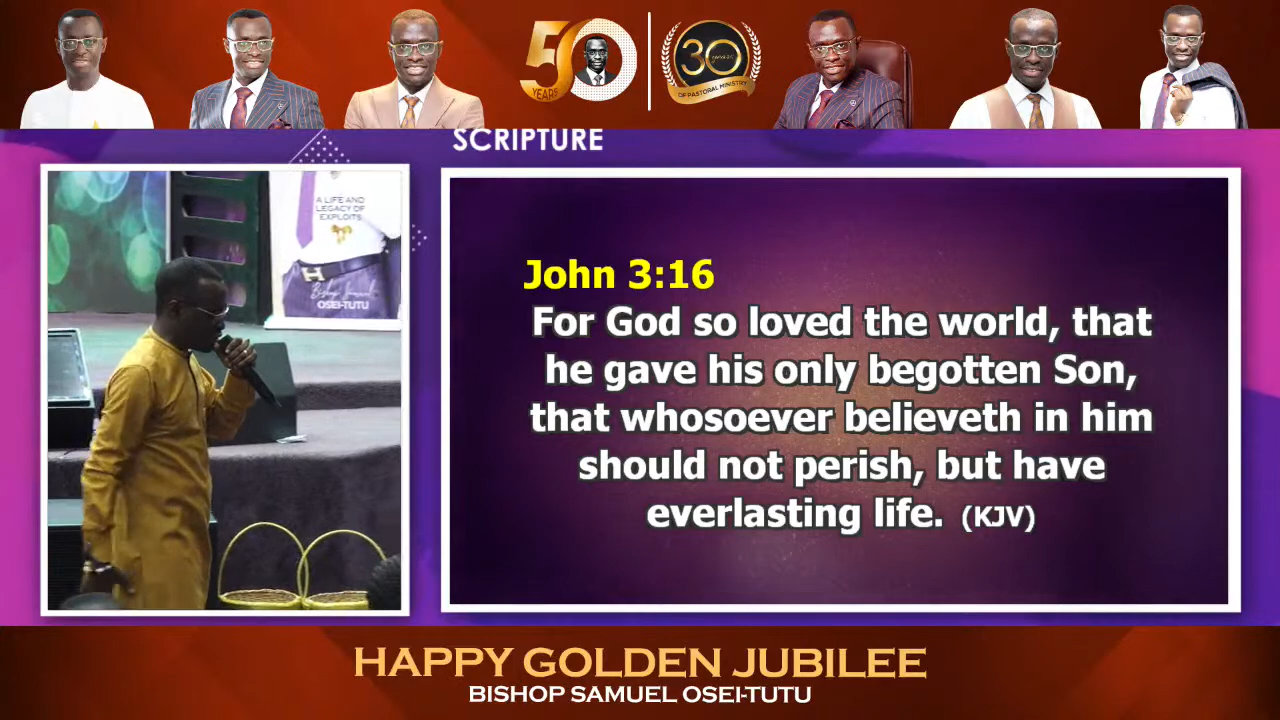 50
YEARS
30
YEARS
OF PASTORAL MINISTRY
SCRIPTURE
A LIFE AND
LEGACY OF
EXPLOITS
Bishop Samuel
OSEI-TUTU
John 3:16
For God so loved the world, that
he gave his only begotten Son,
that whosoever believeth in him
should not perish, but have
everlasting life. (KJV)
HAPPY GOLDEN JUBILEE
BISHOP SAMUEL OSEI-TUTU